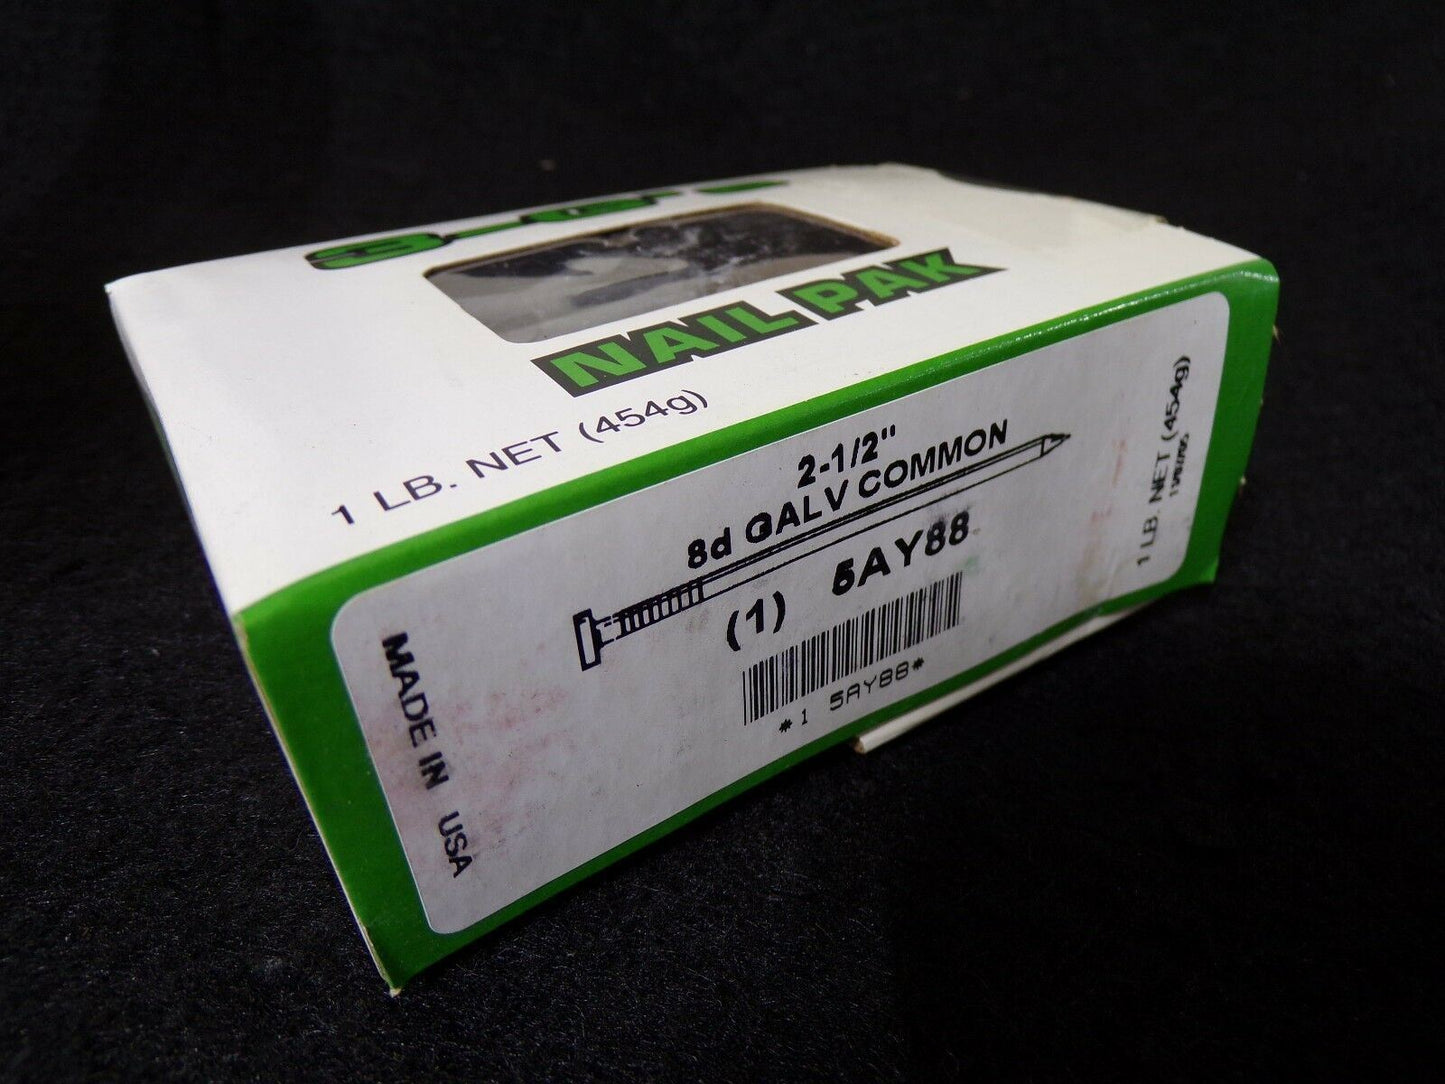 NAIL PAK
1 LB. NET (454g)
2-1/2"
8d GALV COMMON
(1) 5AY88
*1 5AY88*
MADE IN USA
1 LB. NET (454g)